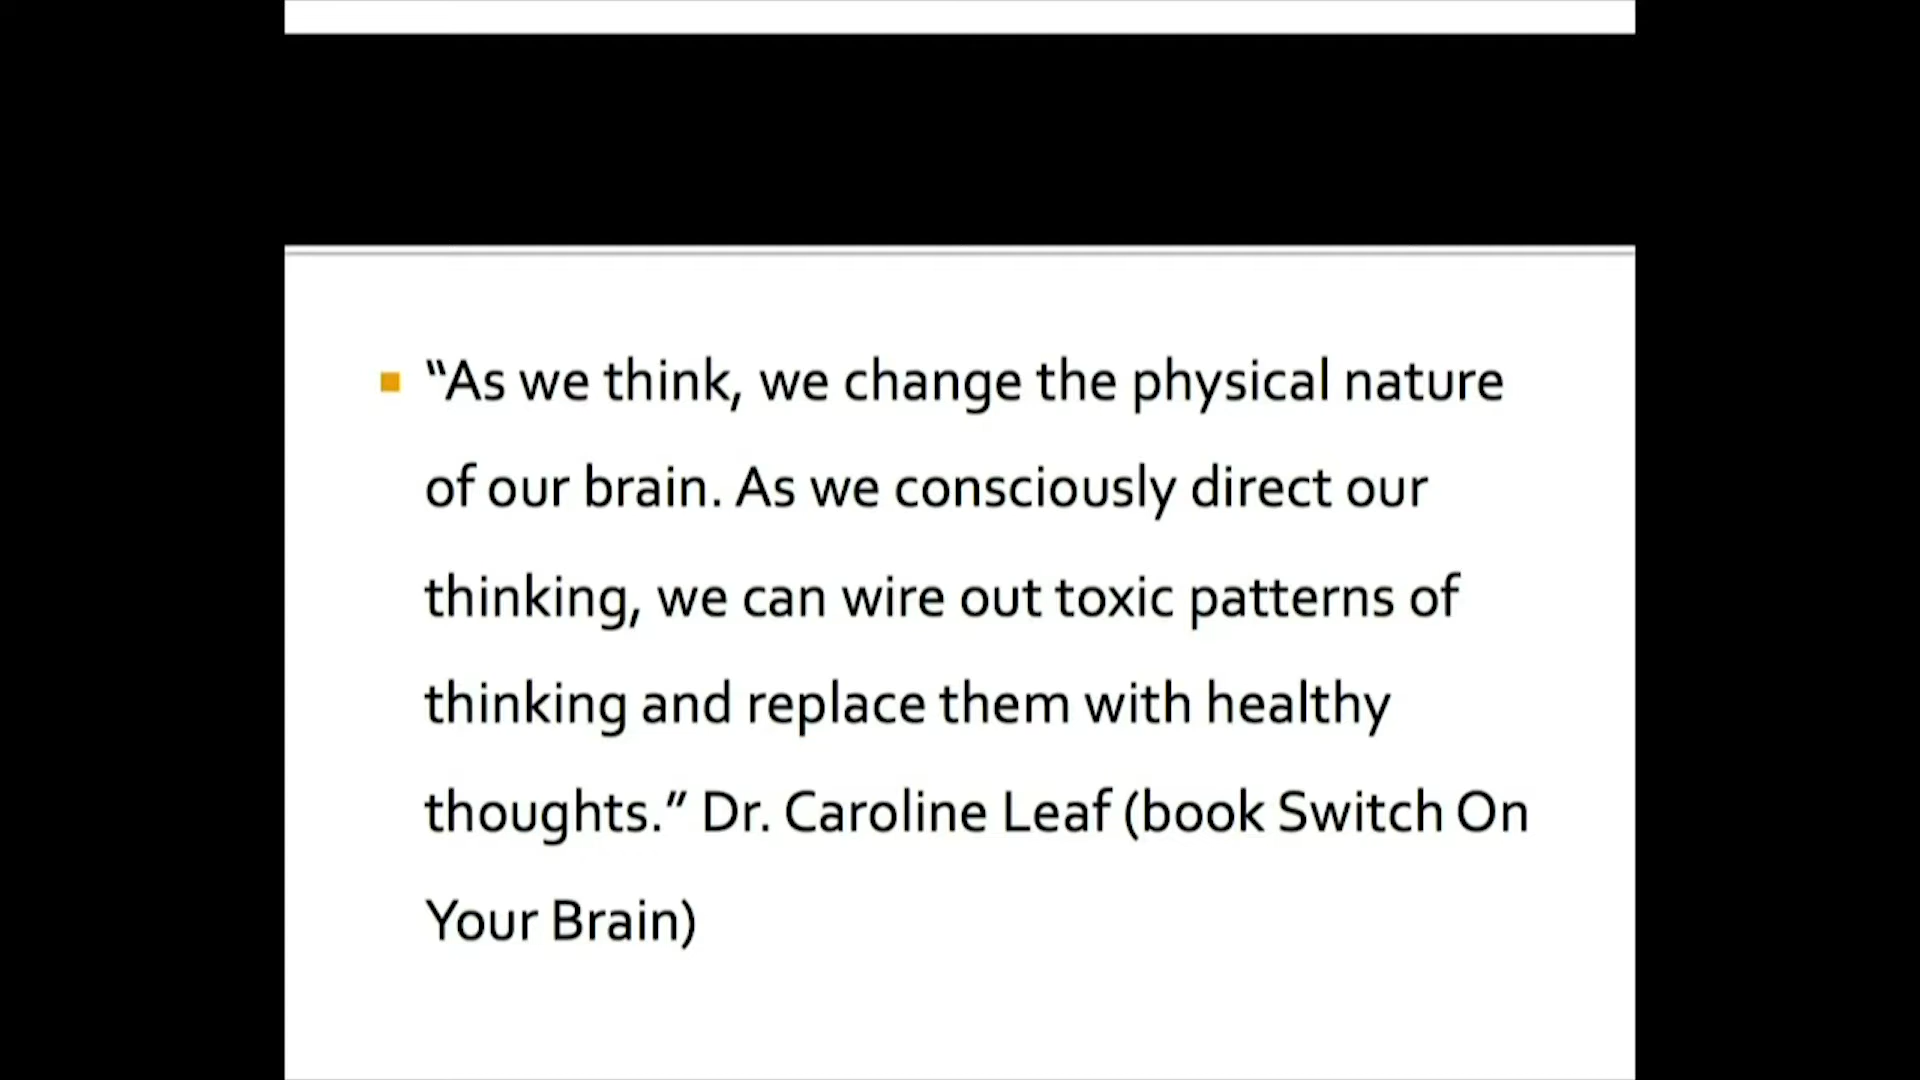 “As we think, we change the physical nature
of our brain. As we consciously direct our
thinking, we can wire out toxic patterns of
thinking and replace them with healthy
thoughts.” Dr. Caroline Leaf (book Switch On
Your Brain)